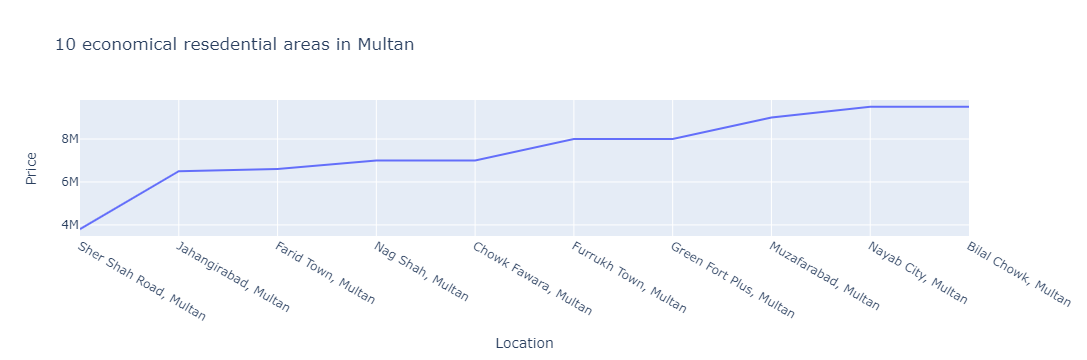 10 economical resedential areas in Multan
Price
8M
6M
4M
Sher Shah Road, Multan
Jahangirabad, Multan
Farid Town, Multan
Nag Shah, Multan
Chowk Fawara, Multan
Furrukh Town, Multan
Green Fort Plus, Multan
Muzafarabad, Multan
Nayab City, Multan
Bilal Chowk, Multan
Location